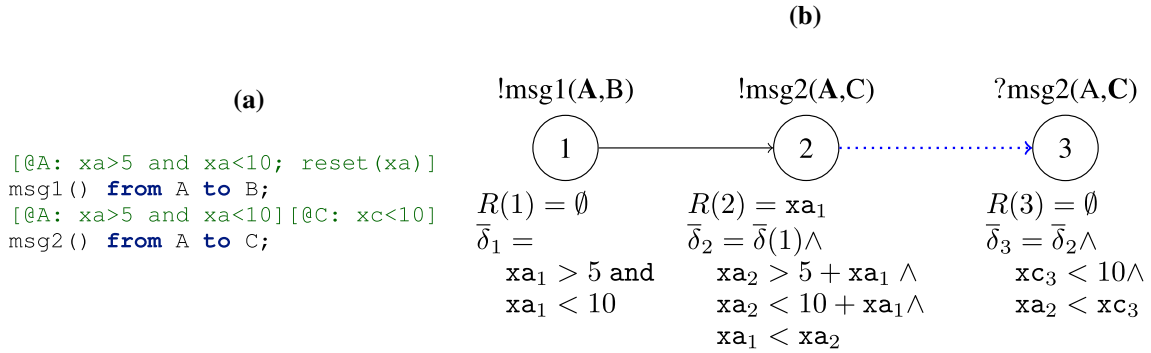 (a)
[@A: xa>5 and xa<10; reset(xa)]
msg1() from A to B;
[@A: xa>5 and xa<10][@C: xc<10]
msg2() from A to C;
(b)
!msg1(A,B)
1
R(1) = ∅
δ̅₁ =
xa₁ > 5 and
xa₁ < 10
!msg2(A,C)
2
R(2) = xa₁
δ̅₂ = δ̅(1)∧
xa₂ > 5 + xa₁ ∧
xa₂ < 10 + xa₁∧
xa₁ < xa₂
?msg2(A,C)
3
R(3) = ∅
δ̅₃ = δ̅₂∧
xc₃ < 10∧
xa₂ < xc₃